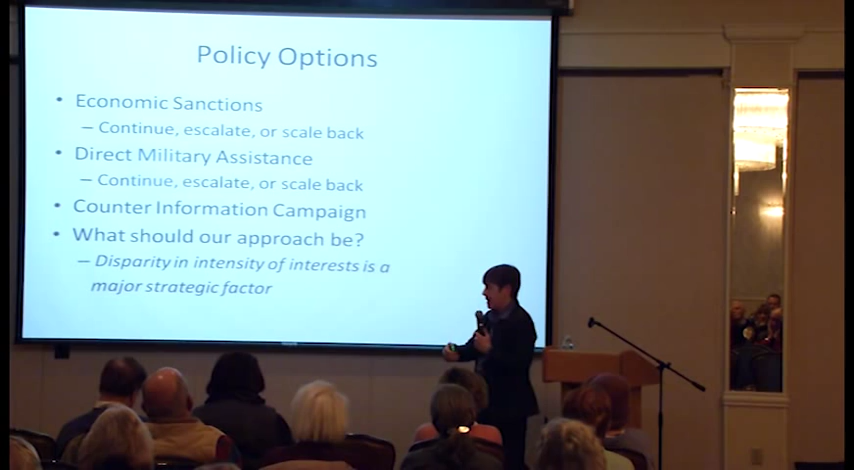 Policy Options
• Economic Sanctions
– Continue, escalate, or scale back
• Direct Military Assistance
– Continue, escalate, or scale back
• Counter Information Campaign
• What should our approach be?
– Disparity in intensity of interests is a
major strategic factor